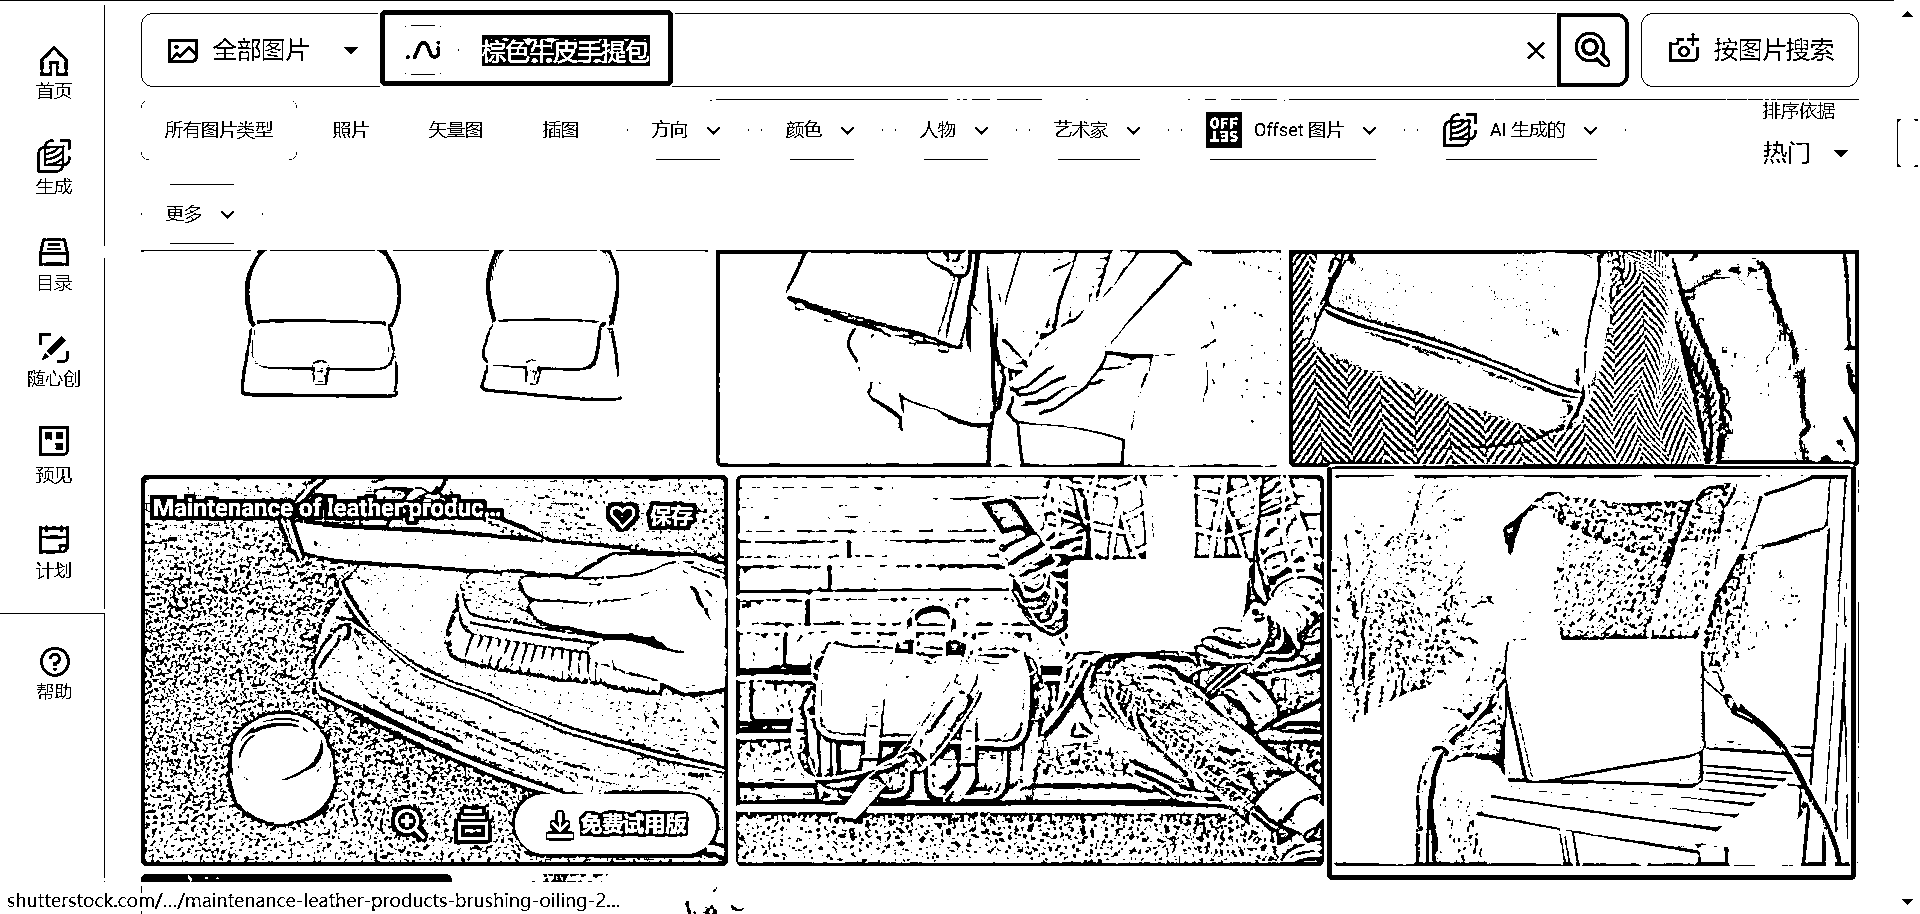 首页
生成
目录
随心创
预见
计划
帮助
全部图片
棕色牛皮手提包
按图片搜索
所有图片类型
照片
矢量图
插图
方向
颜色
人物
艺术家
OFFSET
Offset 图片
AI 生成的
排序依据
热门
更多
Maintenance of leather produc...
保存
免费试用版
shutterstock.com/.../maintenance-leather-products-brushing-oiling-2...